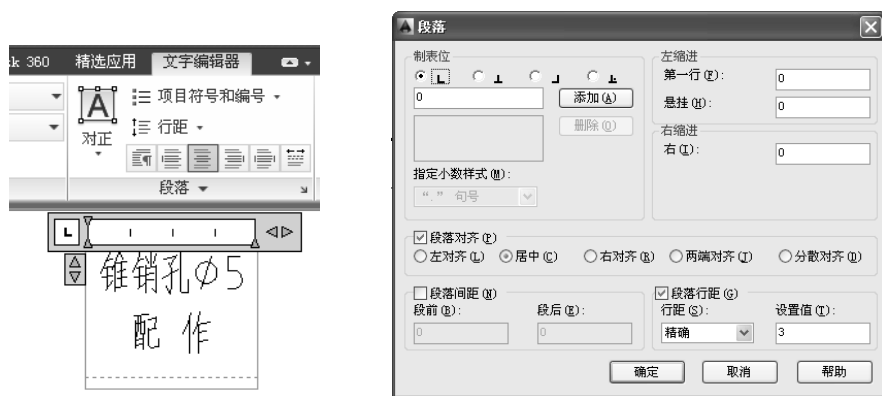 sk 360 精选应用 文字编辑器
A
对正
项目符号和编号
行距
段落
L
锥销孔∅5
配 作
A 段落
制表位
0
添加(A)
删除(O)
指定小数样式(M):
“.” 句号
左缩进
第一行(F):
0
悬挂(H):
0
右缩进
右(I):
0
段落对齐(P)
左对齐(L) 居中(C) 右对齐(R) 两端对齐(J) 分散对齐(D)
段落间距(N)
段前(B): 段后(E):
0 0
段落行距(G)
行距(S): 设置值(T):
精确 3
确定 取消 帮助